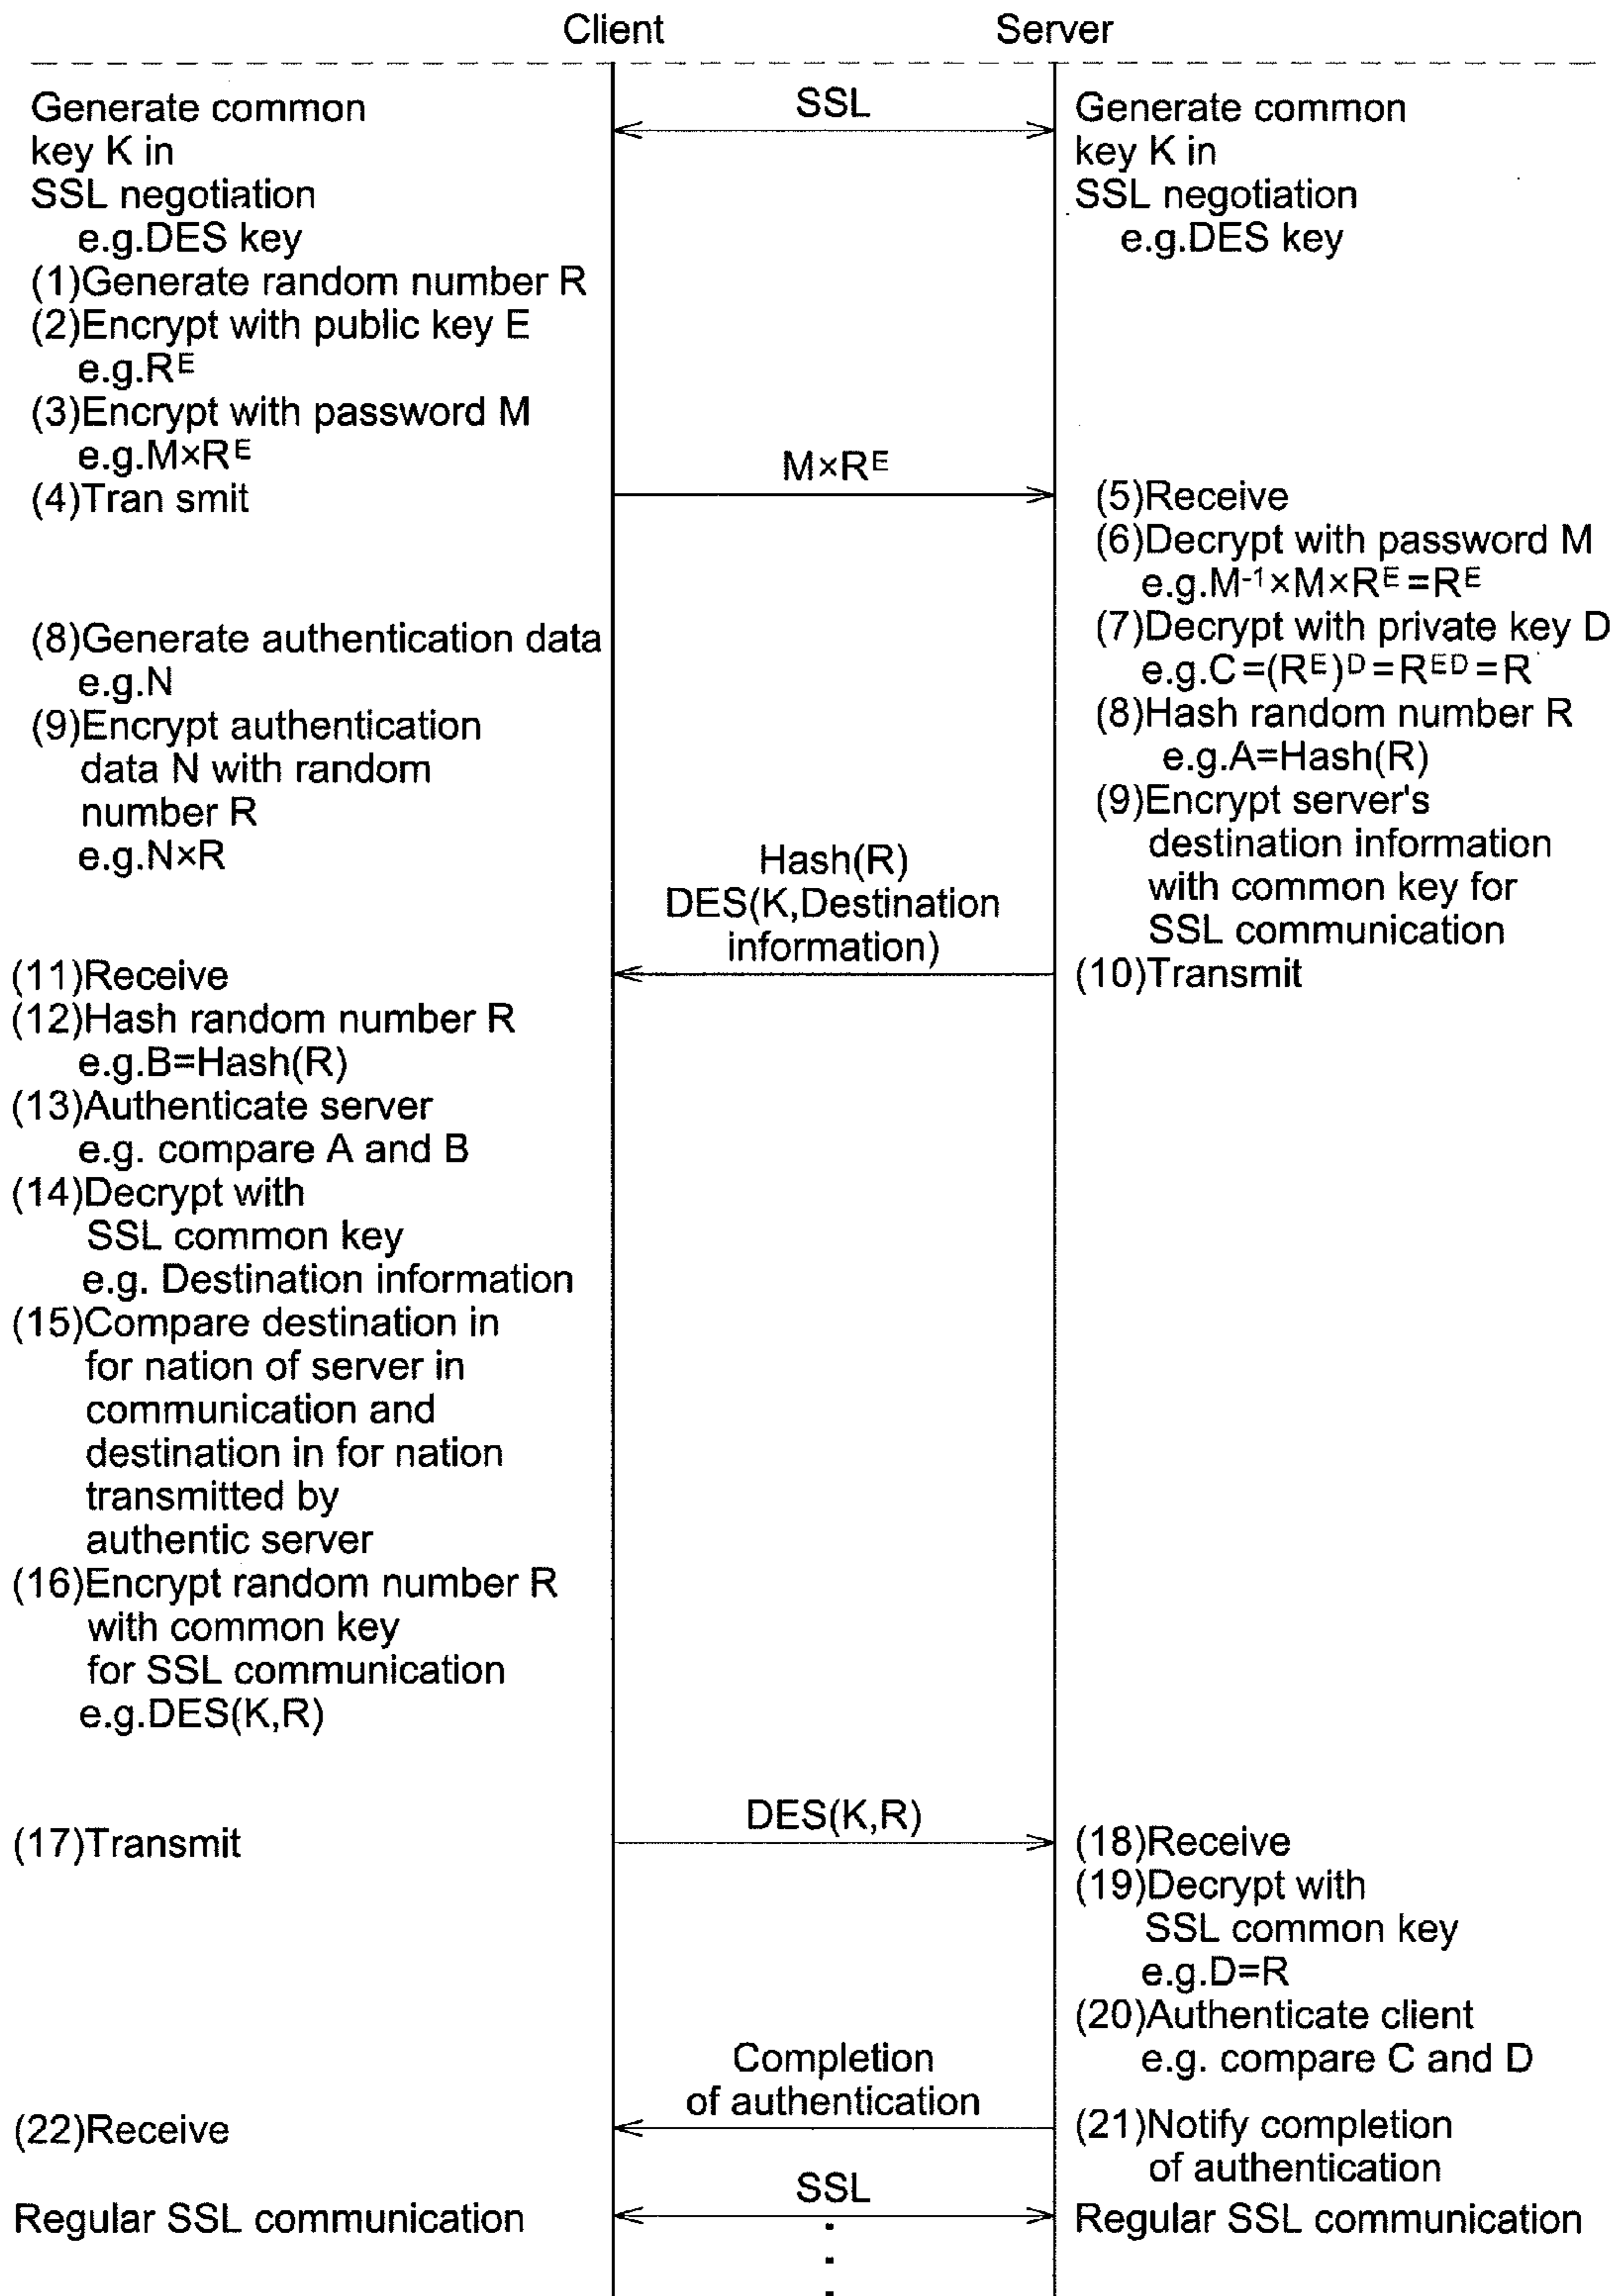 Client
Server
Generate common
key K in
SSL negotiation
e.g.DES key
SSL
Generate common
key K in
SSL negotiation
e.g.DES key
(1)Generate random number R
(2)Encrypt with public key E
e.g.Rᴱ
(3)Encrypt with password M
e.g.M×Rᴱ
(4)Tran smit
M×Rᴱ
(5)Receive
(6)Decrypt with password M
e.g.M⁻¹×M×Rᴱ=Rᴱ
(7)Decrypt with private key D
e.g.C=(Rᴱ)ᴰ=Rᴱᴰ=R
(8)Hash random number R
e.g.A=Hash(R)
(9)Encrypt server's
destination information
with common key for
SSL communication
(10)Transmit
(8)Generate authentication data
e.g.N
(9)Encrypt authentication
data N with random
number R
e.g.N×R
Hash(R)
DES(K,Destination
information)
(11)Receive
(12)Hash random number R
e.g.B=Hash(R)
(13)Authenticate server
e.g. compare A and B
(14)Decrypt with
SSL common key
e.g. Destination information
(15)Compare destination in
for nation of server in
communication and
destination in for nation
transmitted by
authentic server
(16)Encrypt random number R
with common key
for SSL communication
e.g.DES(K,R)
(17)Transmit
DES(K,R)
(18)Receive
(19)Decrypt with
SSL common key
e.g.D=R
(20)Authenticate client
e.g. compare C and D
(21)Notify completion
of authentication
Completion
of authentication
(22)Receive
Regular SSL communication
SSL
Regular SSL communication